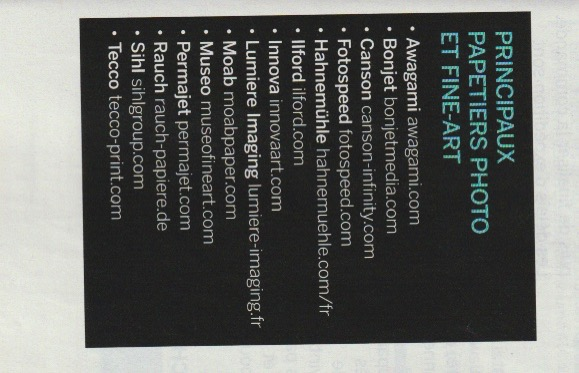 PRINCIPAUX
PAPETIERS PHOTO
ET FINE-ART
• Awagami awagami.com
• Bonjet bonjetmedia.com
• Canson canson-infinity.com
• Fotospeed fotospeed.com
• Hahnemühle hahnemuehle.com/fr
• Ilford ilford.com
• Innova innovaart.com
• Lumiere Imaging lumiere-imaging.fr
• Moab moabpaper.com
• Museo museofineart.com
• Permajet permajet.com
• Rauch rauch-papiere.de
• Sihl sihlgroup.com
• Tecco tecco-print.com